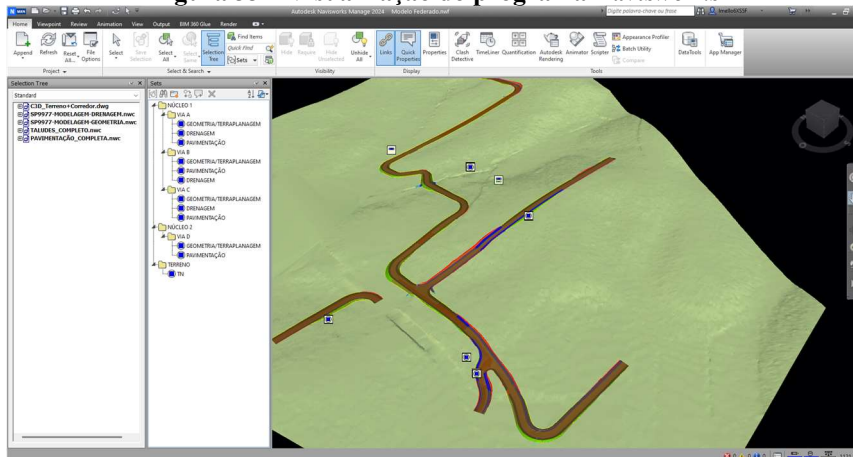 Autodesk Navisworks Manage 2024 Modelo Federado.nwf
Digite palavra-chave ou frase
Home Viewpoint Review Animation View Output BIM 360 Glue Render
Append Refresh Reset All... File Options
Select Save Selection Select All Select Same Selection Tree
Find Items
Quick Find
Sets
Hide Require Hide Unselected Unhide All
Links Quick Properties Properties
Clash Detective TimeLiner Quantification Autodesk Rendering Animator Scripter
Appearance Profiler
Batch Utility
Compare
DataTools App Manager
Project Select & Search Visibility Display Tools
Selection Tree
Standard
C3D_Terreno+Corredor.dwg
SP9977-MODELAGEM-DRENAGEM.nwc
SP9977-MODELAGEM-GEOMETRIA.nwc
TALUDES_COMPLETO.nwc
PAVIMENTAÇÃO_COMPLETA.nwc
Sets
NÚCLEO 1
VIA A
GEOMETRIA/TERRAPLANAGEM
DRENAGEM
PAVIMENTAÇÃO
VIA B
GEOMETRIA/TERRAPLANAGEM
PAVIMENTAÇÃO
DRENAGEM
VIA C
GEOMETRIA/TERRAPLANAGEM
DRENAGEM
PAVIMENTAÇÃO
NÚCLEO 2
VIA D
GEOMETRIA/TERRAPLANAGEM
PAVIMENTAÇÃO
TERRENO
TN